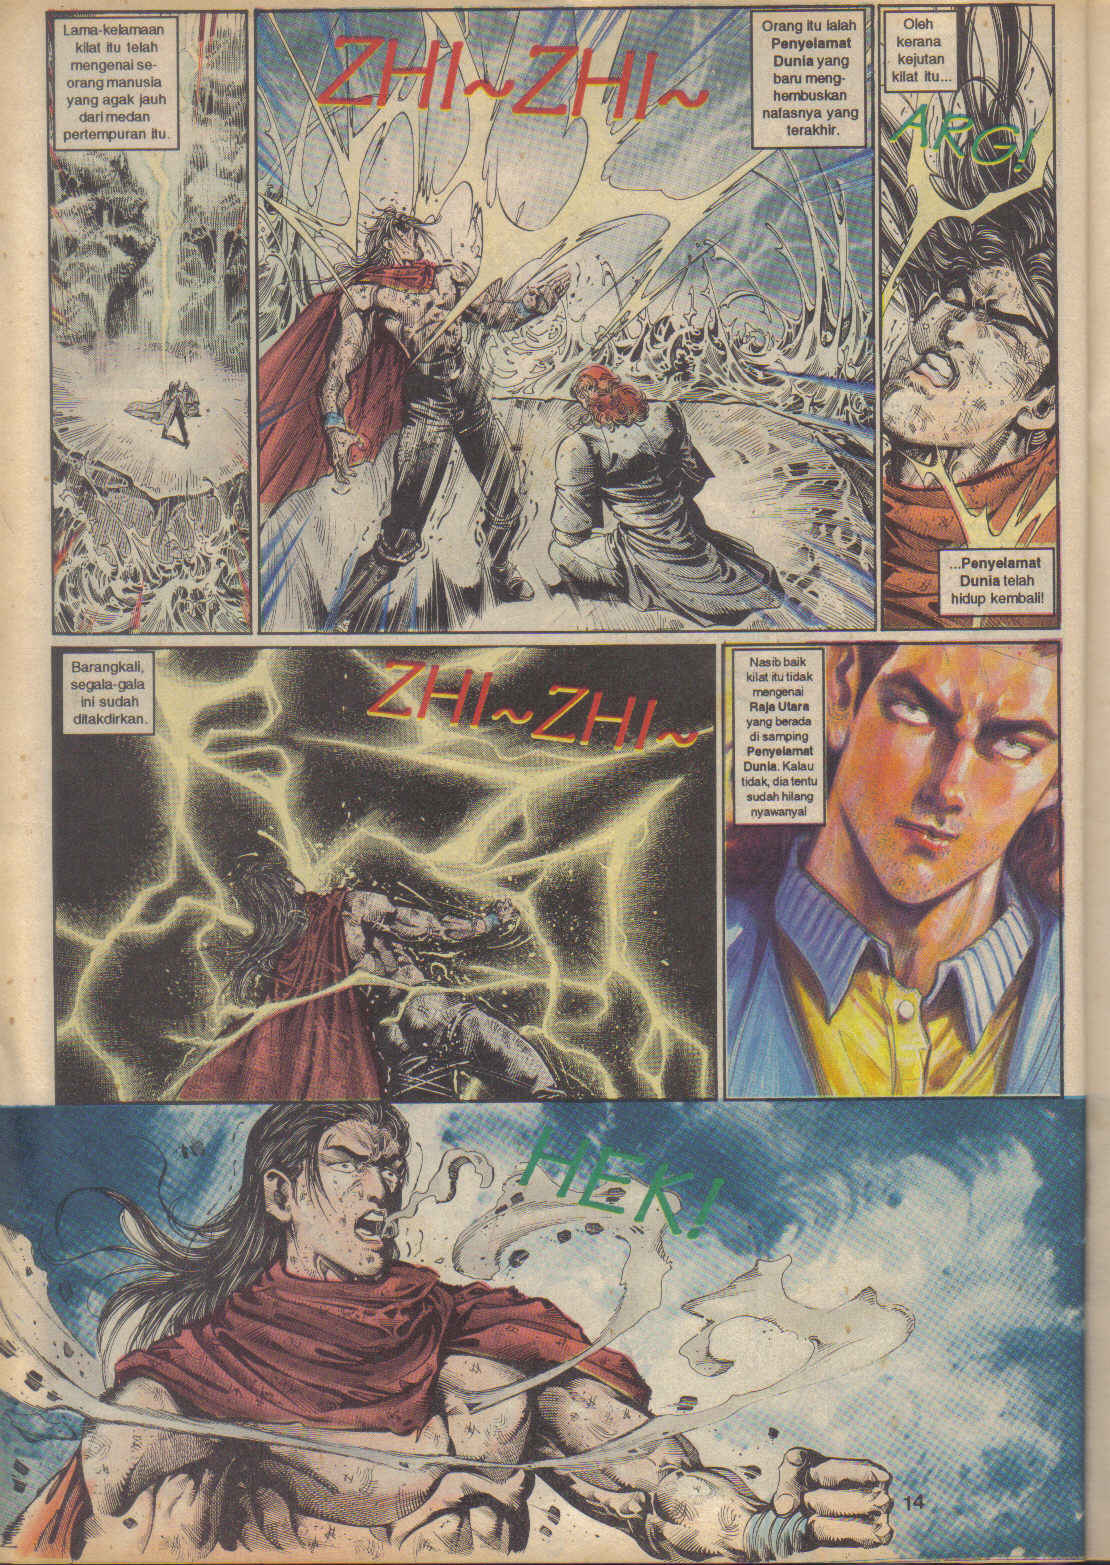 Lama-kelamaan
kilat itu telah
mengenai se-
orang manusia
yang agak jauh
dari medan
pertempuran itu.
ZHI~ZHI~
Orang itu ialah
Penyelamat
Dunia yang
baru meng-
hembuskan
nafasnya yang
terakhir.
Oleh
kerana
kejutan
kilat itu...
ARG!
...Penyelamat
Dunia telah
hidup kembali!
Barangkali,
segala-gala
ini sudah
ditakdirkan.
ZHI~ZHI~
Nasib baik
kilat itu tidak
mengenai
Raja Utara
yang berada
di samping
Penyelamat
Dunia. Kalau
tidak, dia tentu
sudah hilang
nyawanya!
HEK!
14